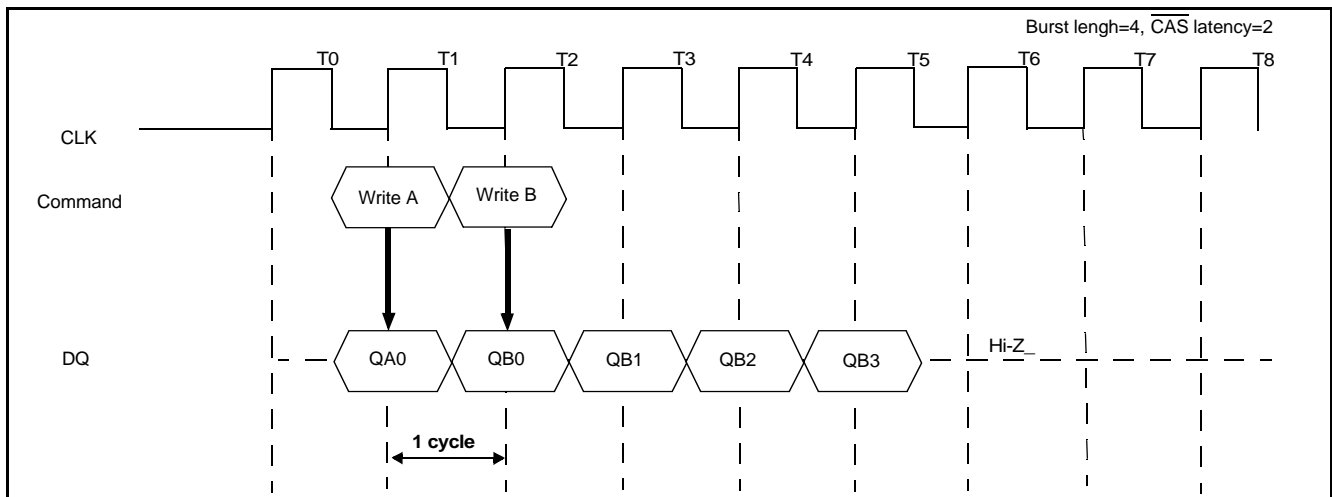 Burst lengh=4, CAS latency=2
T0 T1 T2 T3 T4 T5 T6 T7 T8
CLK
Command Write A Write B
DQ QA0 QB0 QB1 QB2 QB3 Hi-Z_
1 cycle